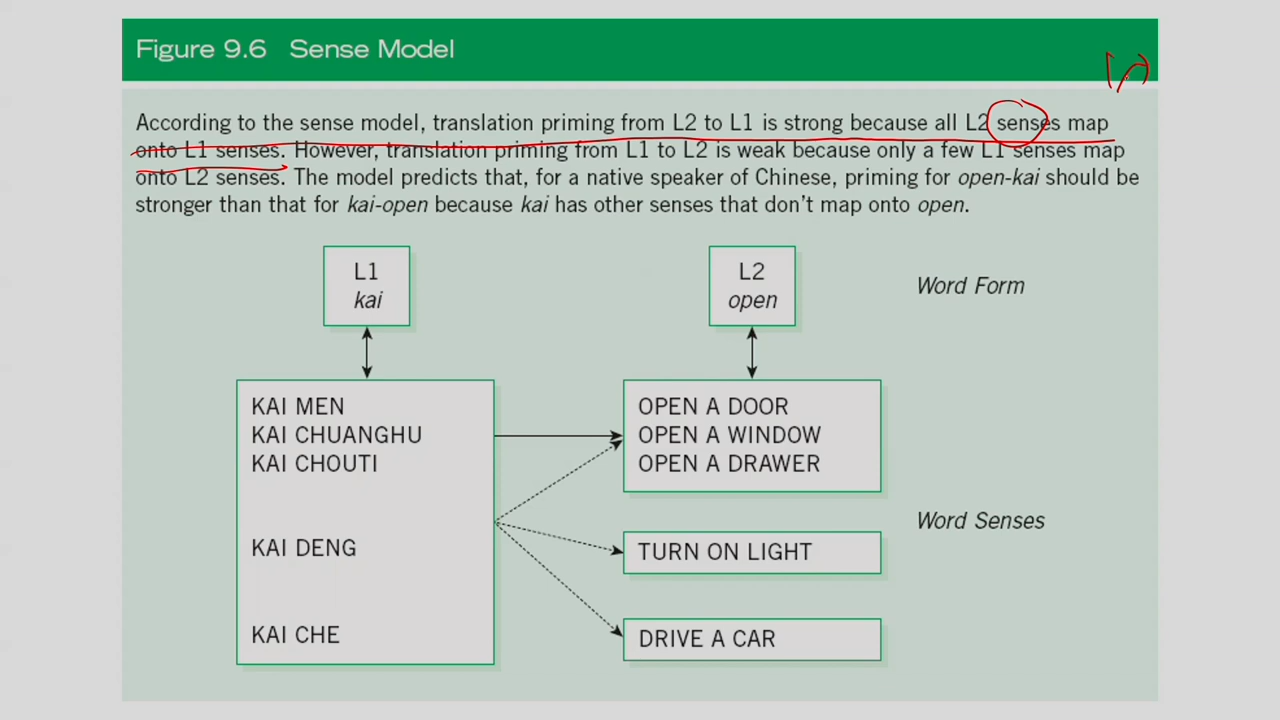 Figure 9.6 Sense Model
According to the sense model, translation priming from L2 to L1 is strong because all L2 senses map
onto L1 senses. However, translation priming from L1 to L2 is weak because only a few L1 senses map
onto L2 senses. The model predicts that, for a native speaker of Chinese, priming for open-kai should be
stronger than that for kai-open because kai has other senses that don't map onto open.
L1
kai
L2
open
Word Form
KAI MEN
KAI CHUANGHU
KAI CHOUTI
KAI DENG
KAI CHE
OPEN A DOOR
OPEN A WINDOW
OPEN A DRAWER
TURN ON LIGHT
DRIVE A CAR
Word Senses